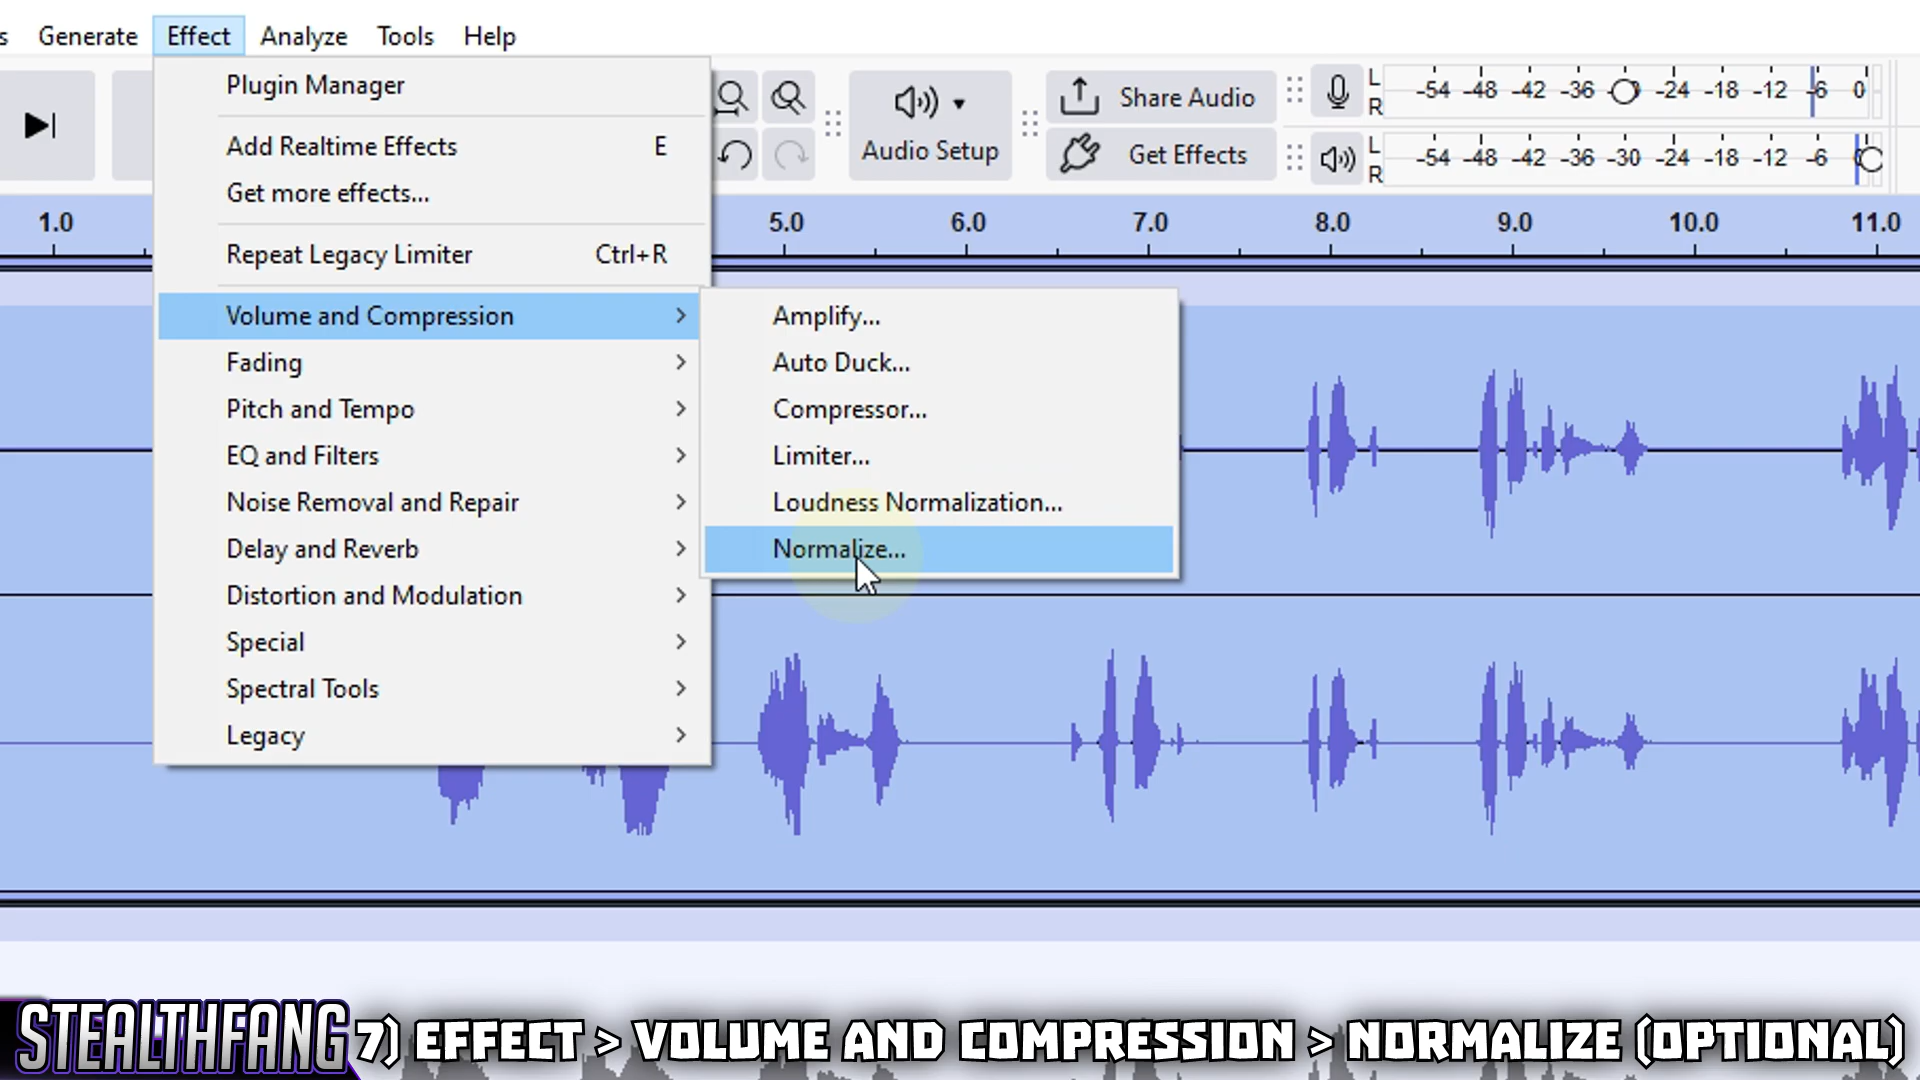 s Generate Effect Analyze Tools Help
Plugin Manager
Add Realtime Effects E
Get more effects...
Repeat Legacy Limiter Ctrl+R
Volume and Compression
Fading
Pitch and Tempo
EQ and Filters
Noise Removal and Repair
Delay and Reverb
Distortion and Modulation
Special
Spectral Tools
Legacy
Amplify...
Auto Duck...
Compressor...
Limiter...
Loudness Normalization...
Normalize...
Audio Setup
Share Audio
Get Effects
L
R
-54 -48 -42 -36 -24 -18 -12 -6 0
L
R
-54 -48 -42 -36 -30 -24 -18 -12 -6
1.0 5.0 6.0 7.0 8.0 9.0 10.0 11.0
STEALTHFANG 7) EFFECT > VOLUME AND COMPRESSION > NORMALIZE (OPTIONAL)